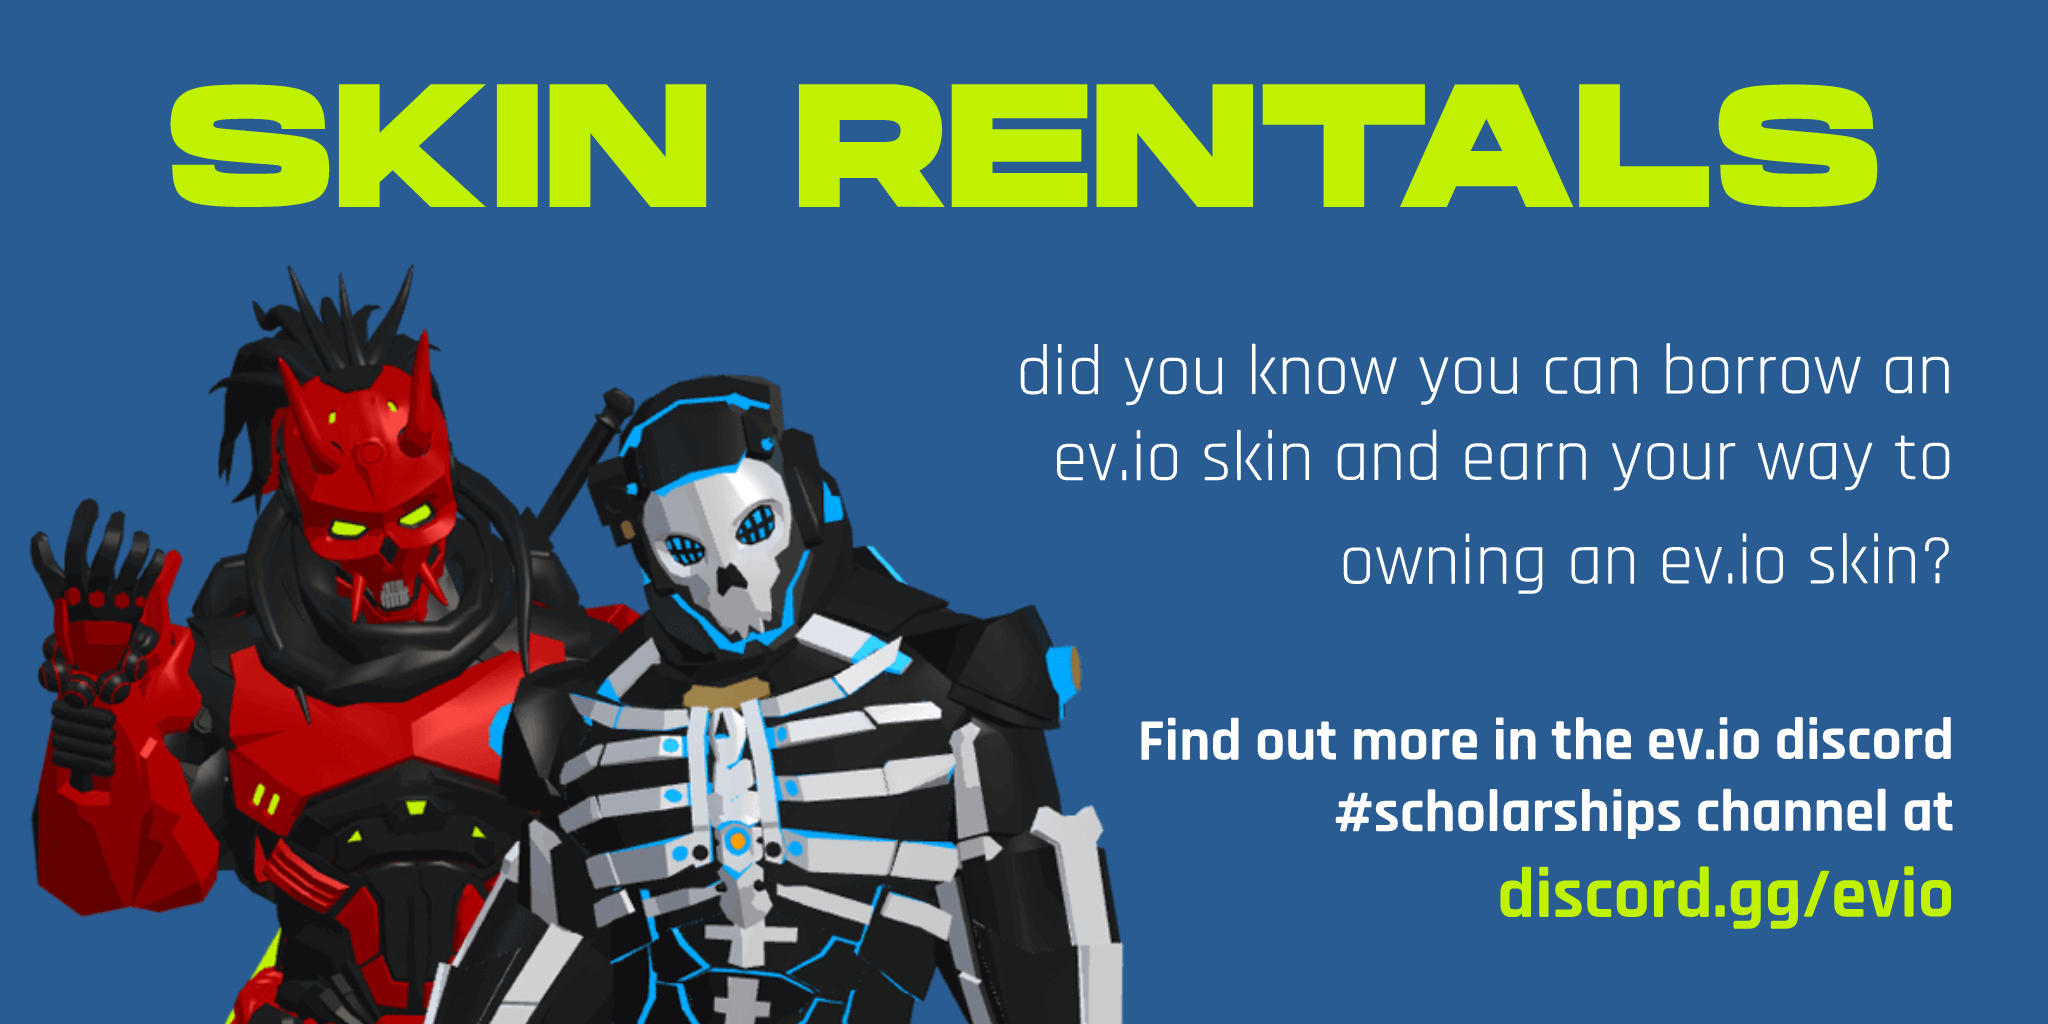 SKIN RENTALS
did you know you can borrow an
ev.io skin and earn your way to
owning an ev.io skin?
Find out more in the ev.io discord
#scholarships channel at
discord.gg/evio